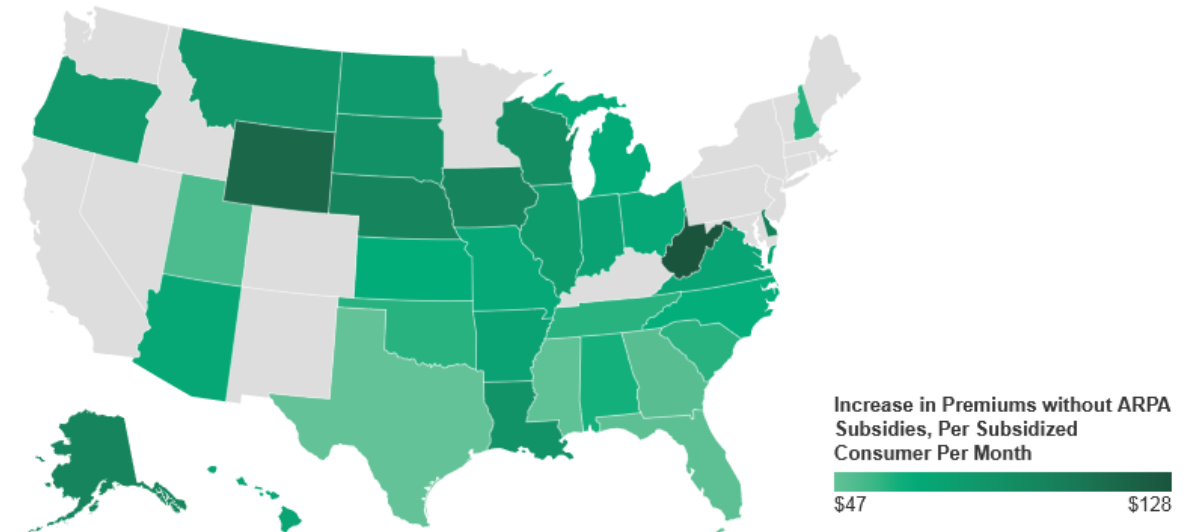 Increase in Premiums without ARPA
Subsidies, Per Subsidized
Consumer Per Month
$47 $128